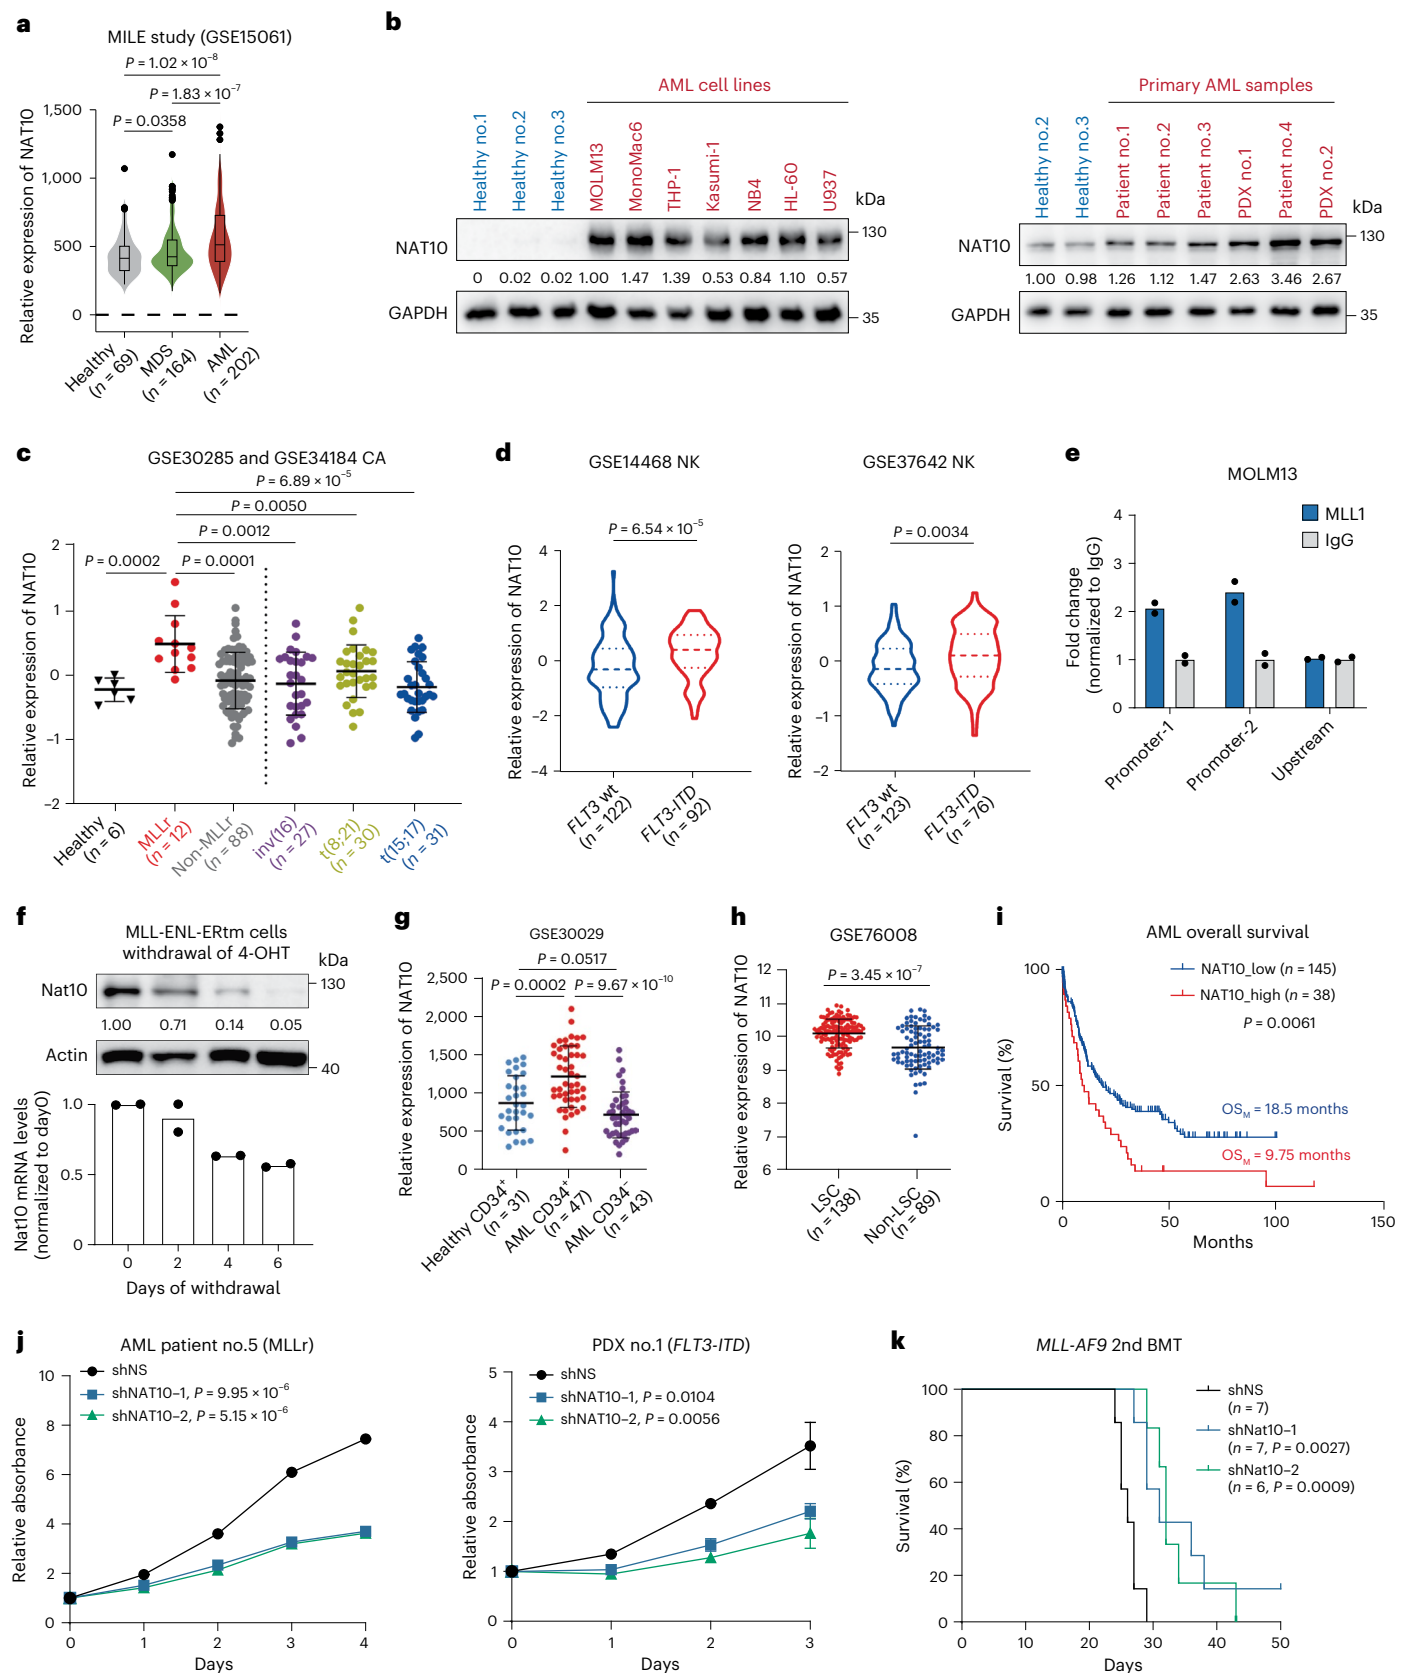 a
MILE study (GSE15061)
P = 1.02 × 10⁻⁸
P = 1.83 × 10⁻⁷
P = 0.0358
Relative expression of NAT10
1,500
1,000
500
0
Healthy
(n = 69)
MDS
(n = 164)
AML
(n = 202)
b
AML cell lines
Healthy no.1
Healthy no.2
Healthy no.3
MOLM13
MonoMac6
THP-1
Kasumi-1
NB4
HL-60
U937
kDa
NAT10
130
0 0.02 0.02 1.00 1.47 1.39 0.53 0.84 1.10 0.57
GAPDH
35
Primary AML samples
Healthy no.2
Healthy no.3
Patient no.1
Patient no.2
Patient no.3
PDX no.1
Patient no.4
PDX no.2
kDa
NAT10
130
1.00 0.98 1.26 1.12 1.47 2.63 3.46 2.67
GAPDH
35
c
GSE30285 and GSE34184 CA
P = 6.89 × 10⁻⁵
P = 0.0050
P = 0.0012
P = 0.0002
P = 0.0001
Relative expression of NAT10
2
1
0
−1
−2
Healthy
(n = 6)
MLLr
(n = 12)
Non-MLLr
(n = 88)
inv(16)
(n = 27)
t(8;21)
(n = 30)
t(15;17)
(n = 31)
d
GSE14468 NK
P = 6.54 × 10⁻⁵
Relative expression of NAT10
4
2
0
−2
−4
FLT3 wt
(n = 122)
FLT3-ITD
(n = 92)
GSE37642 NK
P = 0.0034
Relative expression of NAT10
2
1
0
−1
−2
FLT3 wt
(n = 123)
FLT3-ITD
(n = 76)
e
MOLM13
MLL1
IgG
Fold change
(normalized to IgG)
4
3
2
1
0
Promoter-1
Promoter-2
Upstream
f
MLL-ENL-ERtm cells
withdrawal of 4-OHT
kDa
Nat10
130
1.00 0.71 0.14 0.05
Actin
40
Nat10 mRNA levels
(normalized to day0)
1.0
0.5
0
0 2 4 6
Days of withdrawal
g
GSE30029
P = 0.0517
P = 0.0002
P = 9.67 × 10⁻¹⁰
Relative expression of NAT10
2,500
2,000
1,500
1,000
500
0
Healthy CD34⁺
(n = 31)
AML CD34⁺
(n = 47)
AML CD34⁻
(n = 43)
h
GSE76008
P = 3.45 × 10⁻⁷
Relative expression of NAT10
12
11
10
9
8
7
6
LSC
(n = 138)
Non-LSC
(n = 89)
i
AML overall survival
NAT10_low (n = 145)
NAT10_high (n = 38)
P = 0.0061
Survival (%)
100
50
0
OS_M = 18.5 months
OS_M = 9.75 months
0 50 100 150
Months
j
AML patient no.5 (MLLr)
shNS
shNAT10–1, P = 9.95 × 10⁻⁶
shNAT10–2, P = 5.15 × 10⁻⁶
Relative absorbance
10
8
6
4
2
0
0 1 2 3 4
Days
PDX no.1 (FLT3-ITD)
shNS
shNAT10–1, P = 0.0104
shNAT10–2, P = 0.0056
Relative absorbance
5
4
3
2
1
0
0 1 2 3
Days
k
MLL-AF9 2nd BMT
shNS
(n = 7)
shNat10–1
(n = 7, P = 0.0027)
shNat10–2
(n = 6, P = 0.0009)
Survival (%)
100
80
60
40
20
0
0 10 20 30 40 50
Days